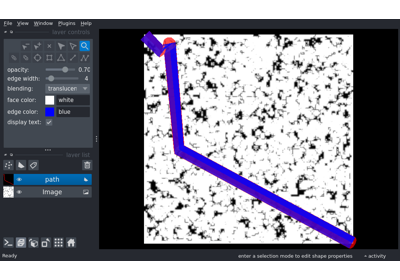 File View Window Plugins Help
layer controls
opacity: 0.70
edge width: 4
blending: translucen
face color: white
edge color: blue
display text:
layer list
path
Image
Ready enter a selection mode to edit shape properties activity